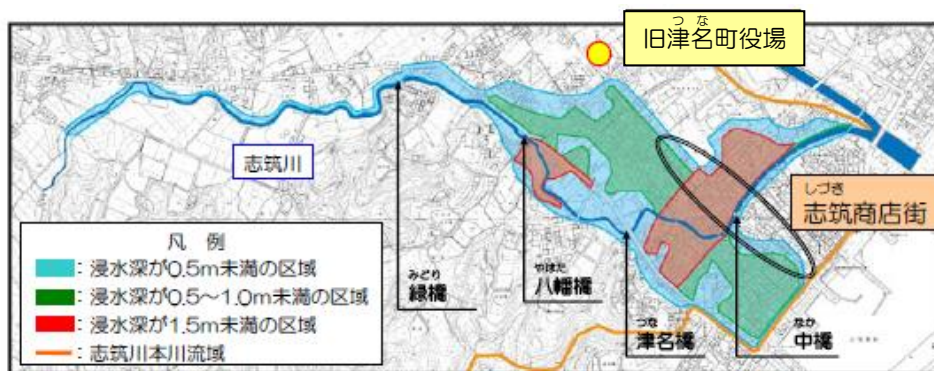 つな
旧津名町役場
志筑川
しづき
志筑商店街
凡 例
：浸水深が0.5m未満の区域
：浸水深が0.5～1.0m未満の区域
：浸水深が1.5m未満の区域
：志筑川本川流域
みどり
緑橋
やはた
八幡橋
つな
津名橋
なか
中橋